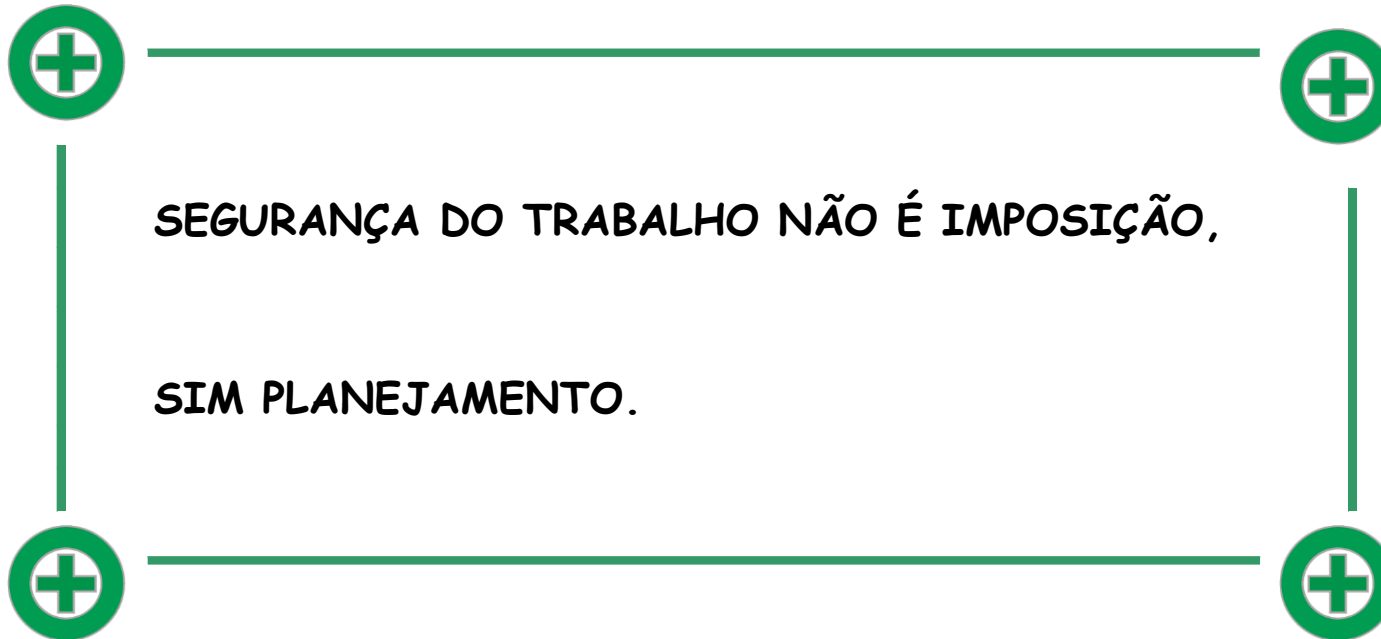 SEGURANÇA DO TRABALHO NÃO É IMPOSIÇÃO,
SIM PLANEJAMENTO.